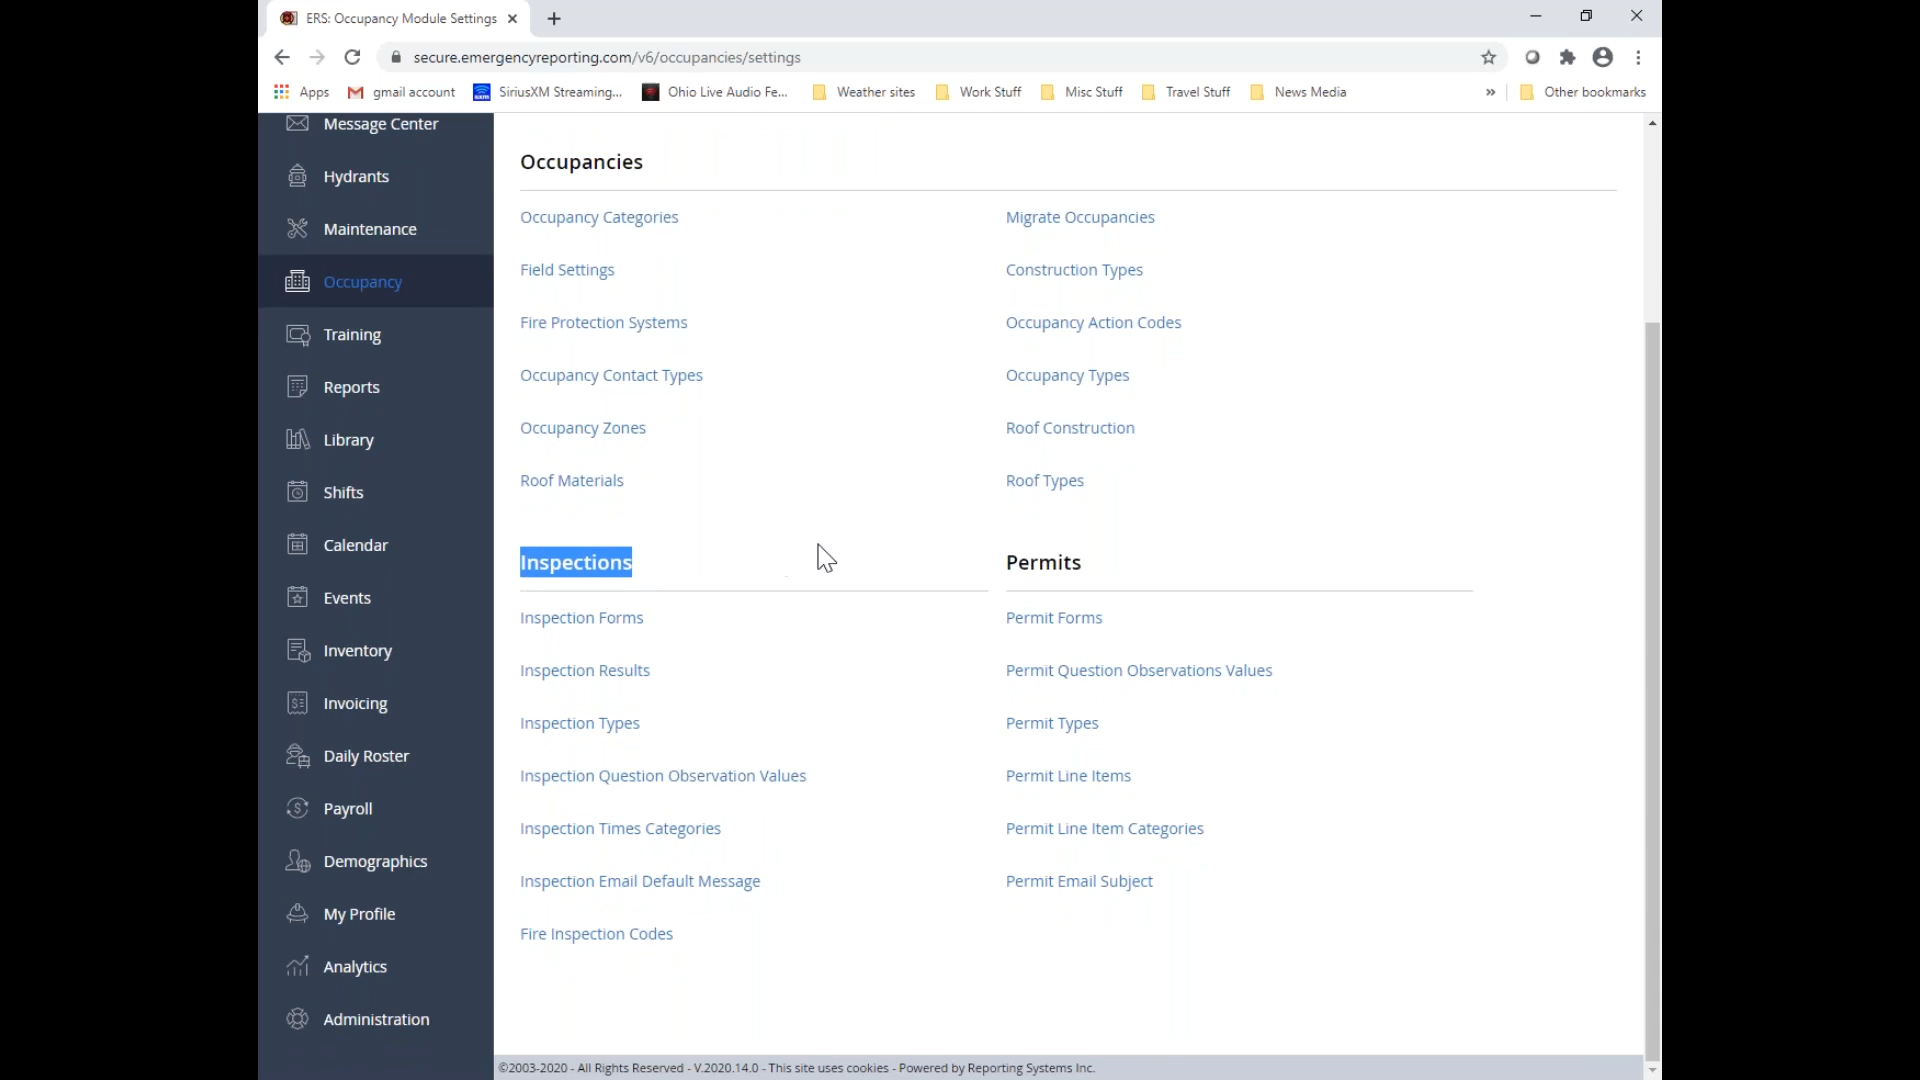 ERS: Occupancy Module Settings
secure.emergencyreporting.com/v6/occupancies/settings
Apps
gmail account
SiriusXM Streaming...
Ohio Live Audio Fe...
Weather sites
Work Stuff
Misc Stuff
Travel Stuff
News Media
»
Other bookmarks
Message Center
Hydrants
Maintenance
Occupancy
Training
Reports
Library
Shifts
Calendar
Events
Inventory
Invoicing
Daily Roster
Payroll
Demographics
My Profile
Analytics
Administration
Occupancies
Occupancy Categories
Migrate Occupancies
Field Settings
Construction Types
Fire Protection Systems
Occupancy Action Codes
Occupancy Contact Types
Occupancy Types
Occupancy Zones
Roof Construction
Roof Materials
Roof Types
Inspections
Inspection Forms
Inspection Results
Inspection Types
Inspection Question Observation Values
Inspection Times Categories
Inspection Email Default Message
Fire Inspection Codes
Permits
Permit Forms
Permit Question Observations Values
Permit Types
Permit Line Items
Permit Line Item Categories
Permit Email Subject
©2003-2020 - All Rights Reserved - V.2020.14.0 - This site uses cookies - Powered by Reporting Systems Inc.